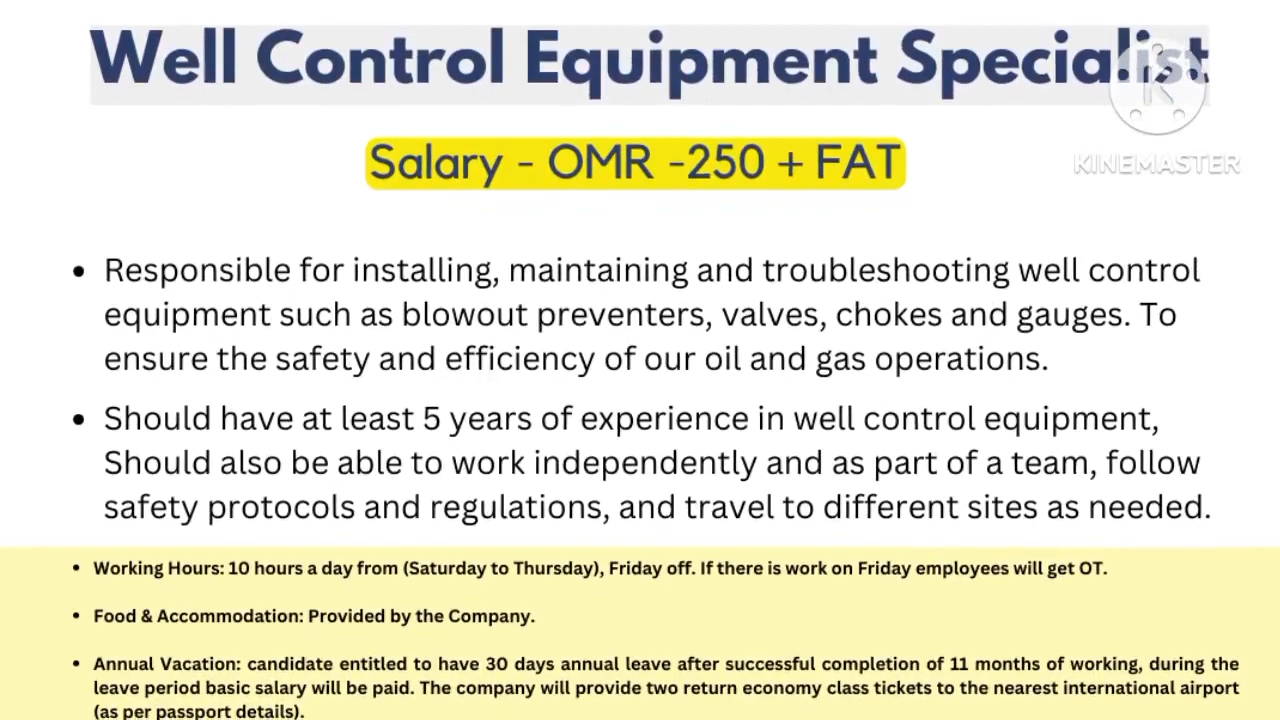 Well Control Equipment Specialist
KINEMASTER
Salary - OMR -250 + FAT
• Responsible for installing, maintaining and troubleshooting well control
equipment such as blowout preventers, valves, chokes and gauges. To
ensure the safety and efficiency of our oil and gas operations.
• Should have at least 5 years of experience in well control equipment,
Should also be able to work independently and as part of a team, follow
safety protocols and regulations, and travel to different sites as needed.
• Working Hours: 10 hours a day from (Saturday to Thursday), Friday off. If there is work on Friday employees will get OT.
• Food & Accommodation: Provided by the Company.
• Annual Vacation: candidate entitled to have 30 days annual leave after successful completion of 11 months of working, during the
leave period basic salary will be paid. The company will provide two return economy class tickets to the nearest international airport
(as per passport details).